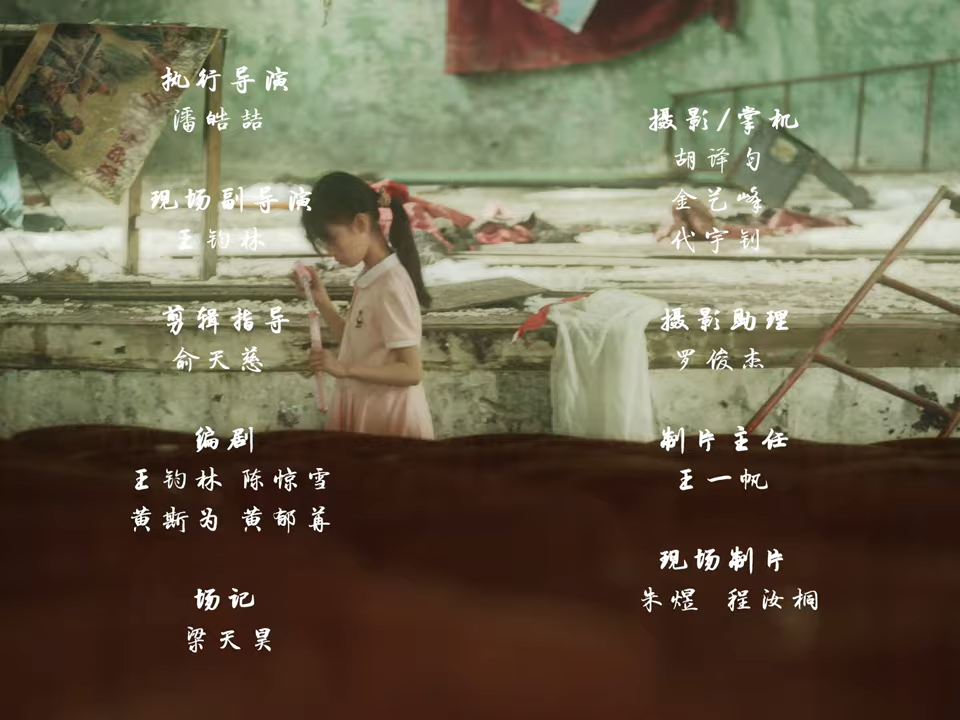 执行导演
潘皓喆
现场副导演
王钧林
剪辑指导
俞天慈
编剧
王钧林 陈惊雪
黄斯为 黄郁苒
场记
梁天昊
摄影/掌机
胡译匀
金艺峰
代宇钊
摄影助理
罗俊杰
制片主任
王一帆
现场制片
朱煜 程汝桐